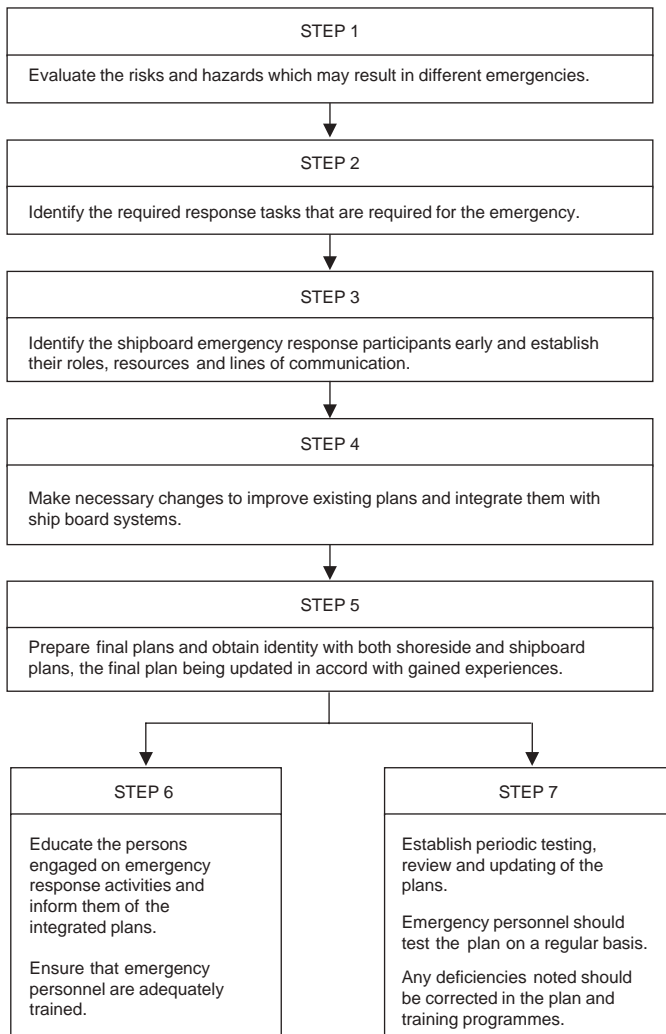 STEP 1
Evaluate the risks and hazards which may result in different emergencies.
STEP 2
Identify the required response tasks that are required for the emergency.
STEP 3
Identify the shipboard emergency response participants early and establish
their roles, resources and lines of communication.
STEP 4
Make necessary changes to improve existing plans and integrate them with
ship board systems.
STEP 5
Prepare final plans and obtain identity with both shoreside and shipboard
plans, the final plan being updated in accord with gained experiences.
STEP 6
Educate the persons
engaged on emergency
response activities and
inform them of the
integrated plans.
Ensure that emergency
personnel are adequately
trained.
STEP 7
Establish periodic testing,
review and updating of the
plans.
Emergency personnel should
test the plan on a regular basis.
Any deficiencies noted should
be corrected in the plan and
training programmes.